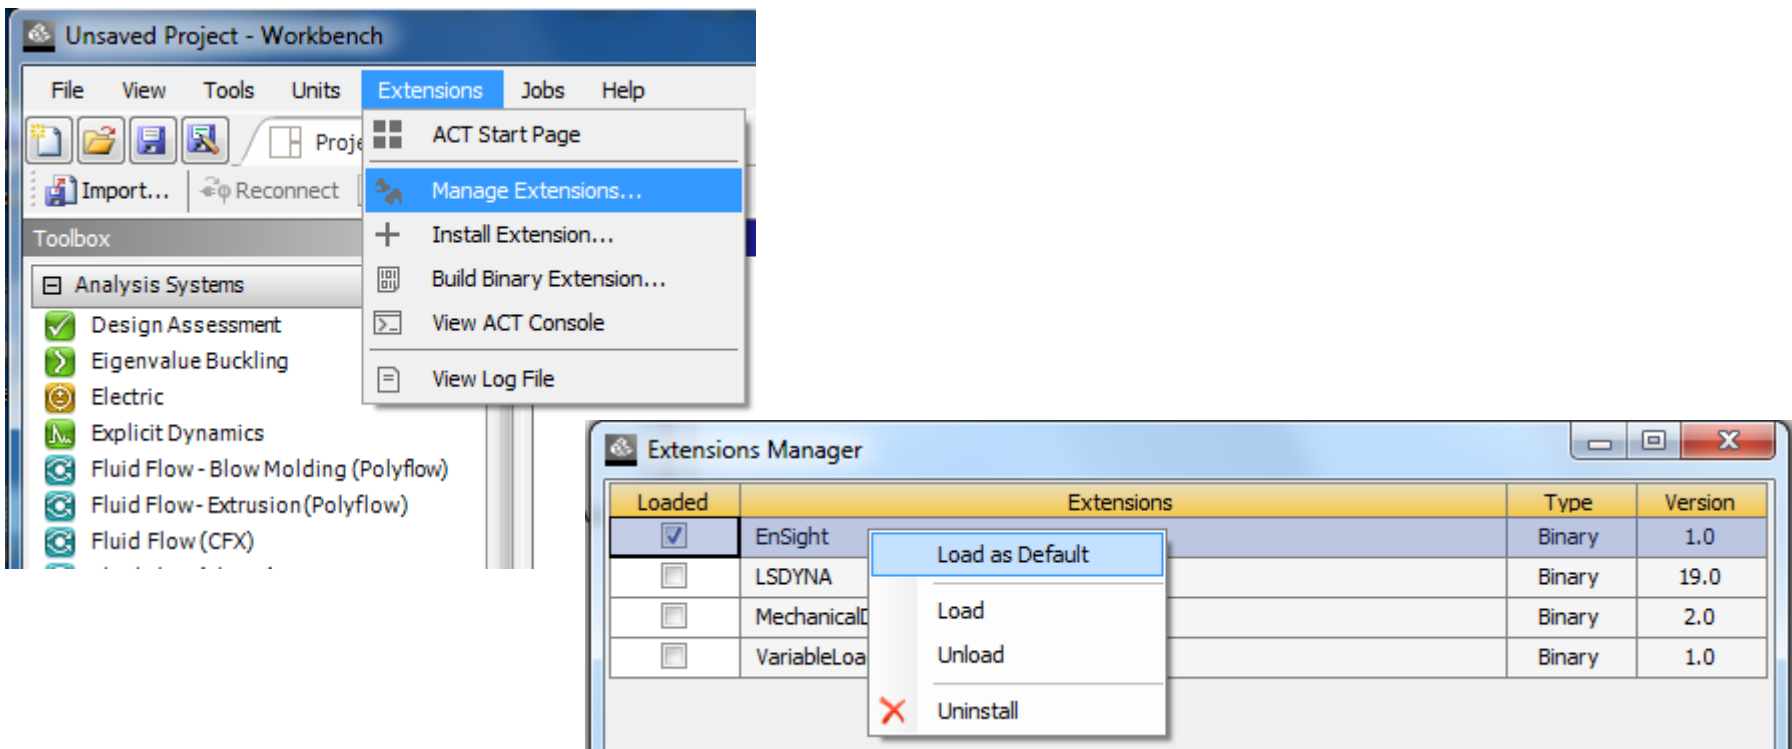 Unsaved Project - Workbench
File View Tools Units Extensions Jobs Help
Proje
Import... Reconnect
Toolbox
Analysis Systems
Design Assessment
Eigenvalue Buckling
Electric
Explicit Dynamics
Fluid Flow - Blow Molding (Polyflow)
Fluid Flow - Extrusion (Polyflow)
Fluid Flow (CFX)
ACT Start Page
Manage Extensions...
Install Extension...
Build Binary Extension...
View ACT Console
View Log File
Extensions Manager
Loaded Extensions Type Version
EnSight Binary 1.0
LSDYNA Binary 19.0
MechanicalD Binary 2.0
VariableLoa Binary 1.0
Load as Default
Load
Unload
Uninstall